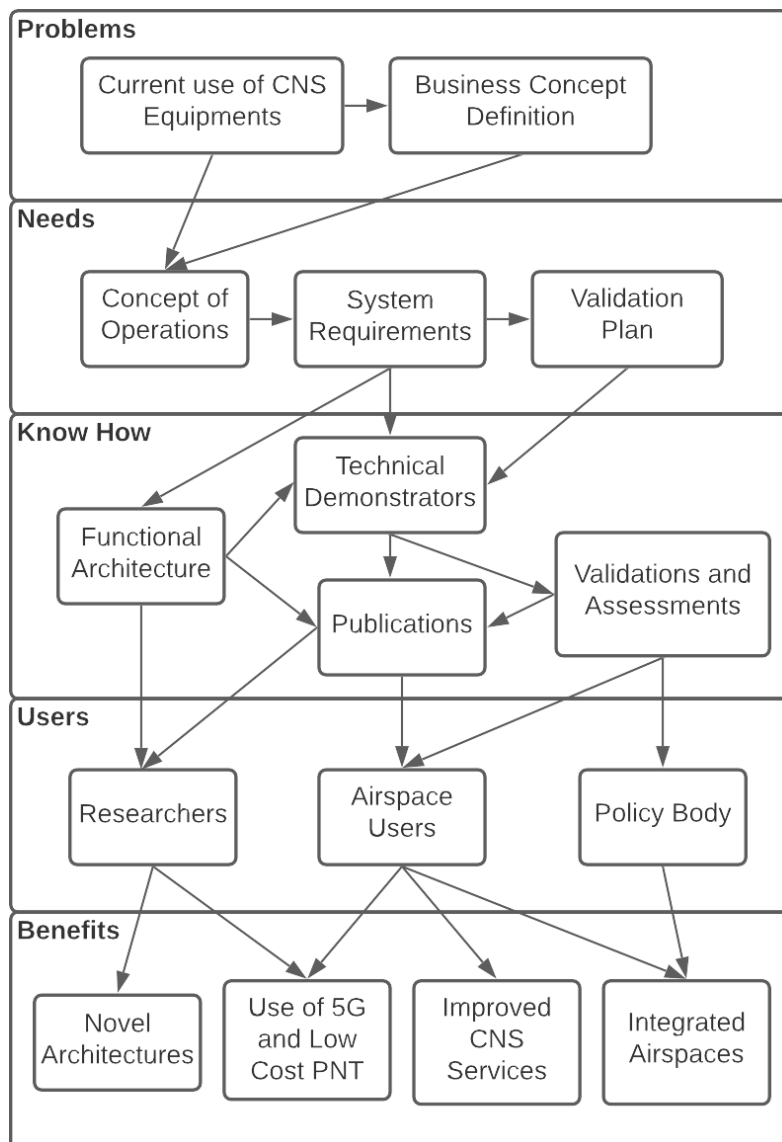 Problems
Current use of CNS
Equipments
Business Concept
Definition
Needs
Concept of
Operations
System
Requirements
Validation
Plan
Know How
Technical
Demonstrators
Functional
Architecture
Validations and
Assessments
Publications
Users
Researchers
Airspace
Users
Policy Body
Benefits
Novel
Architectures
Use of 5G
and Low
Cost PNT
Improved
CNS
Services
Integrated
Airspaces